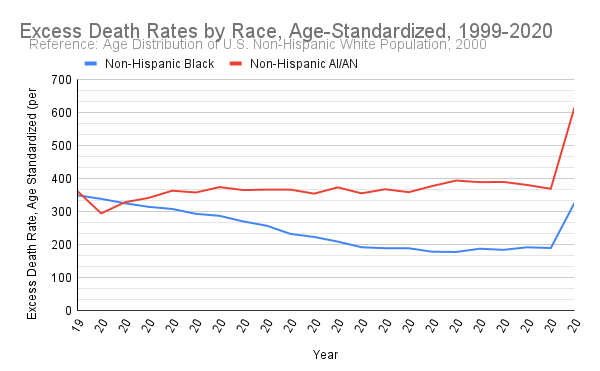 Excess Death Rates by Race, Age-Standardized, 1999-2020
Reference: Age Distribution of U.S. Non-Hispanic White Population, 2000
Non-Hispanic Black Non-Hispanic AI/AN
Excess Death Rate, Age Standardized (per
700
600
500
400
300
200
100
0
19 20 20 20 20 20 20 20 20 20 20 20 20 20 20 20 20 20 20 20 20 20
Year